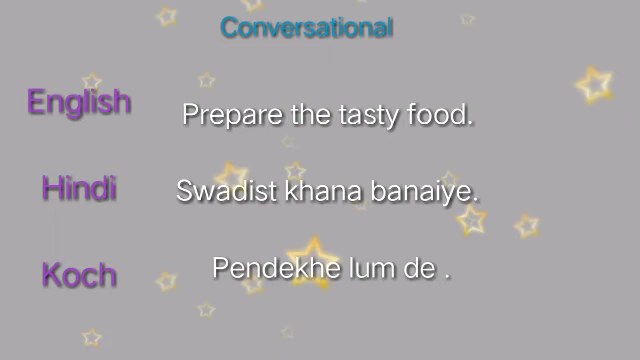 Conversational
English
Prepare the tasty food.
Hindi
Swadist khana banaiye.
Koch
Pendekhe lum de .